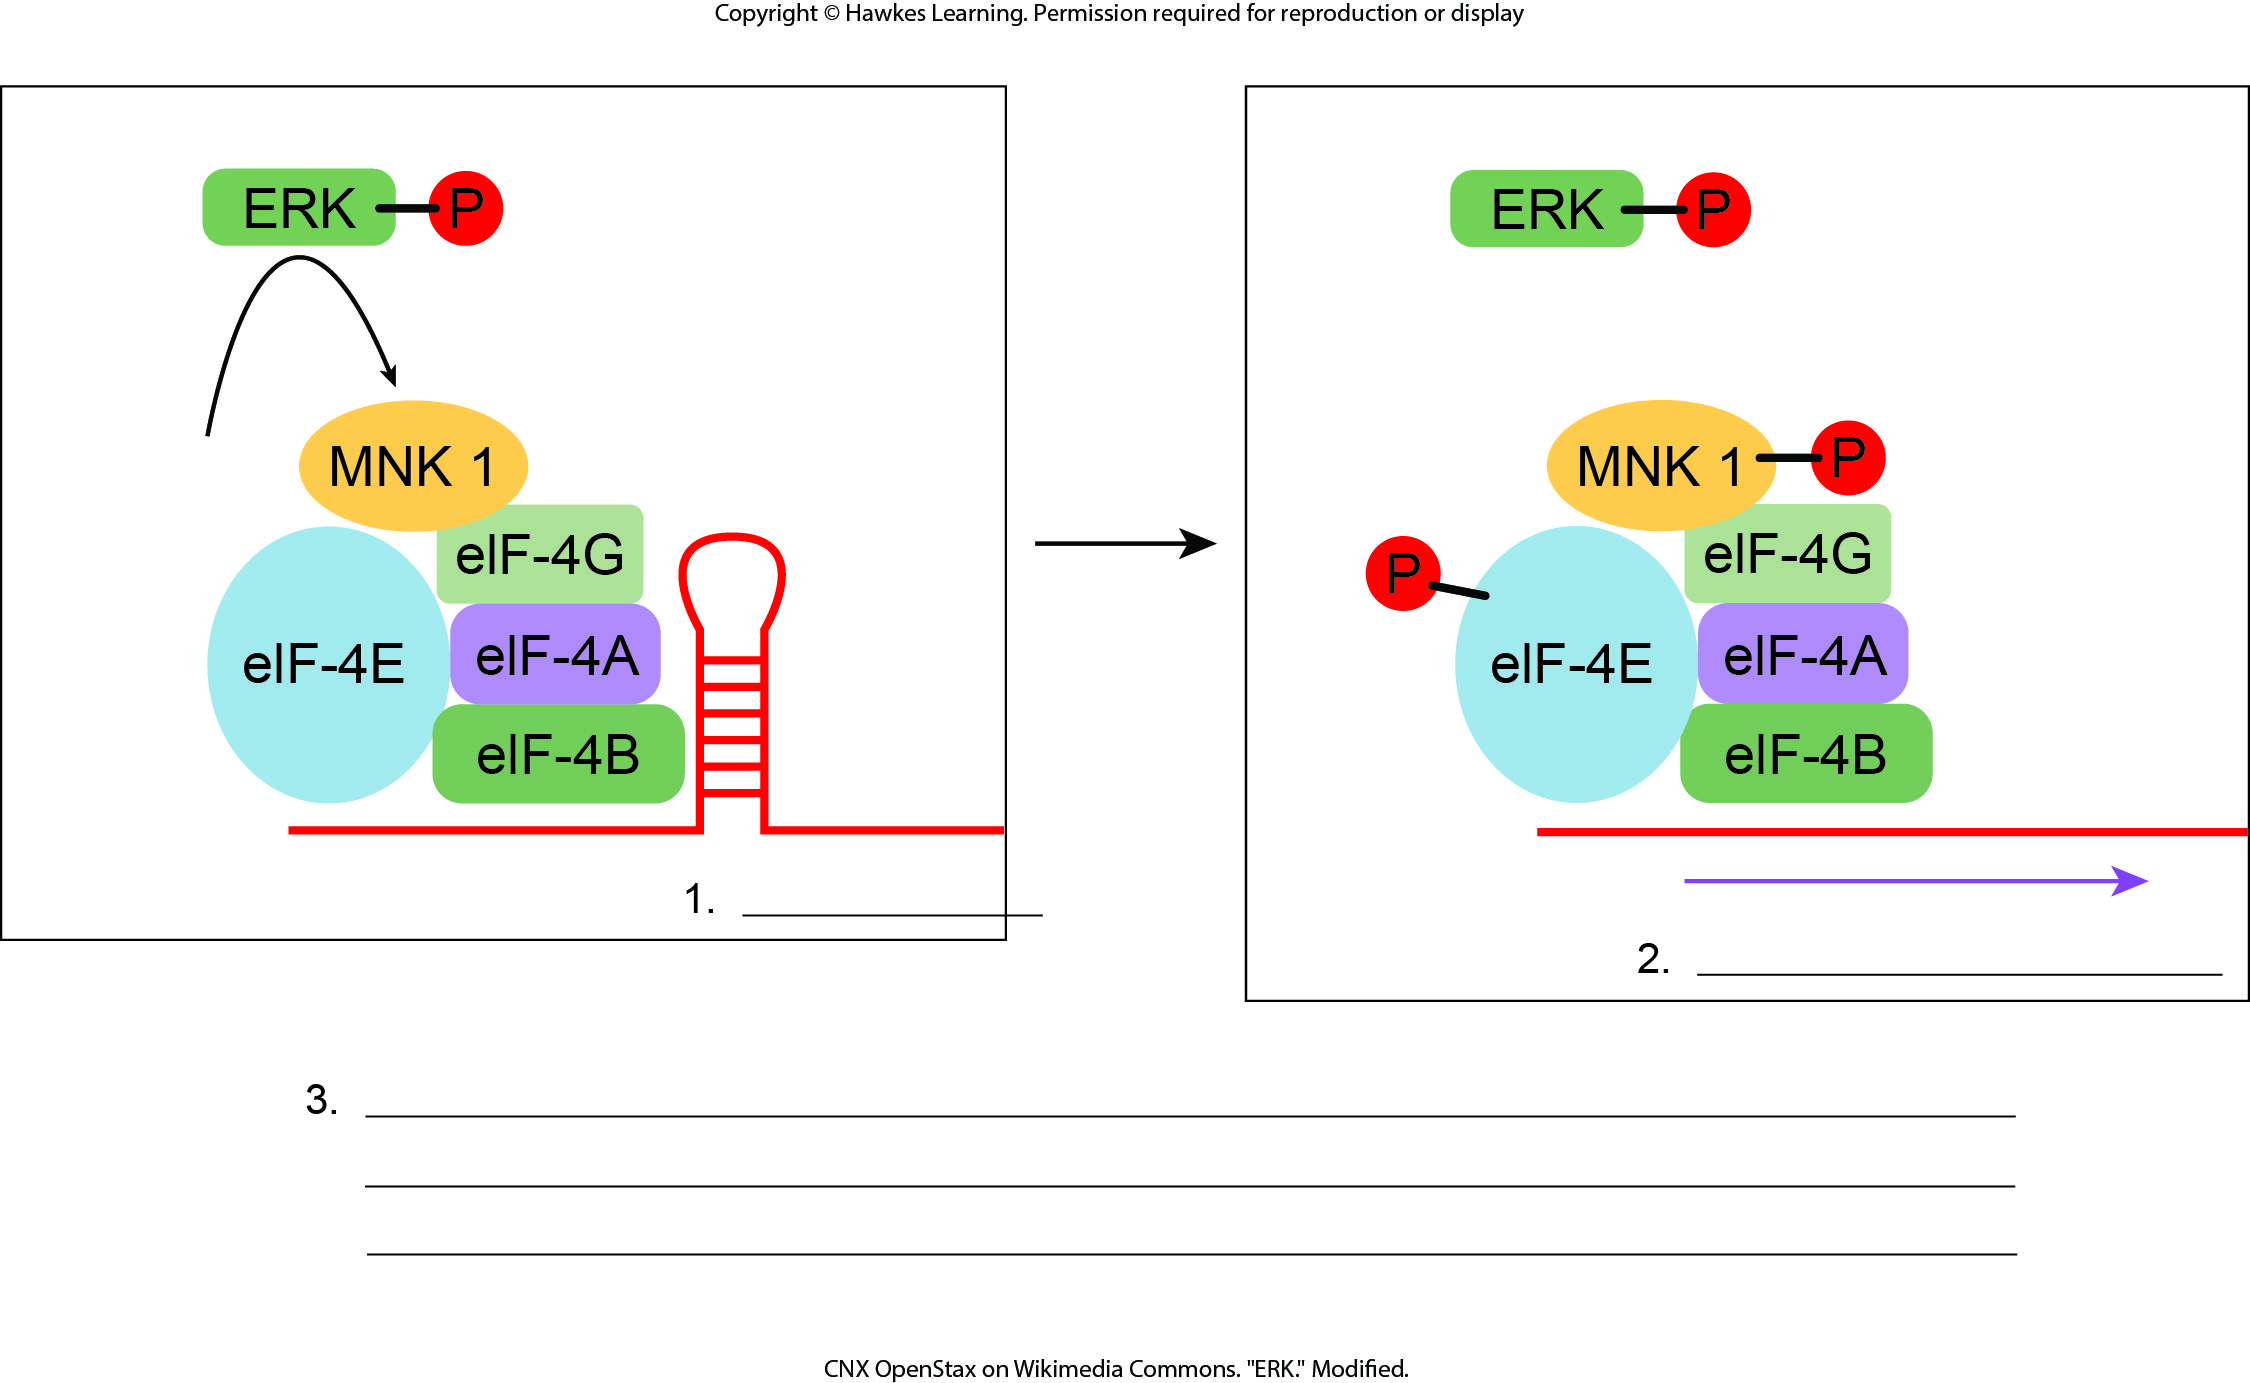 Copyright © Hawkes Learning. Permission required for reproduction or display
ERK P
MNK 1
eIF-4G
eIF-4E
eIF-4A
eIF-4B
1.
ERK P
MNK 1 P
P
eIF-4G
eIF-4E
eIF-4A
eIF-4B
2.
3.
CNX OpenStax on Wikimedia Commons. "ERK." Modified.